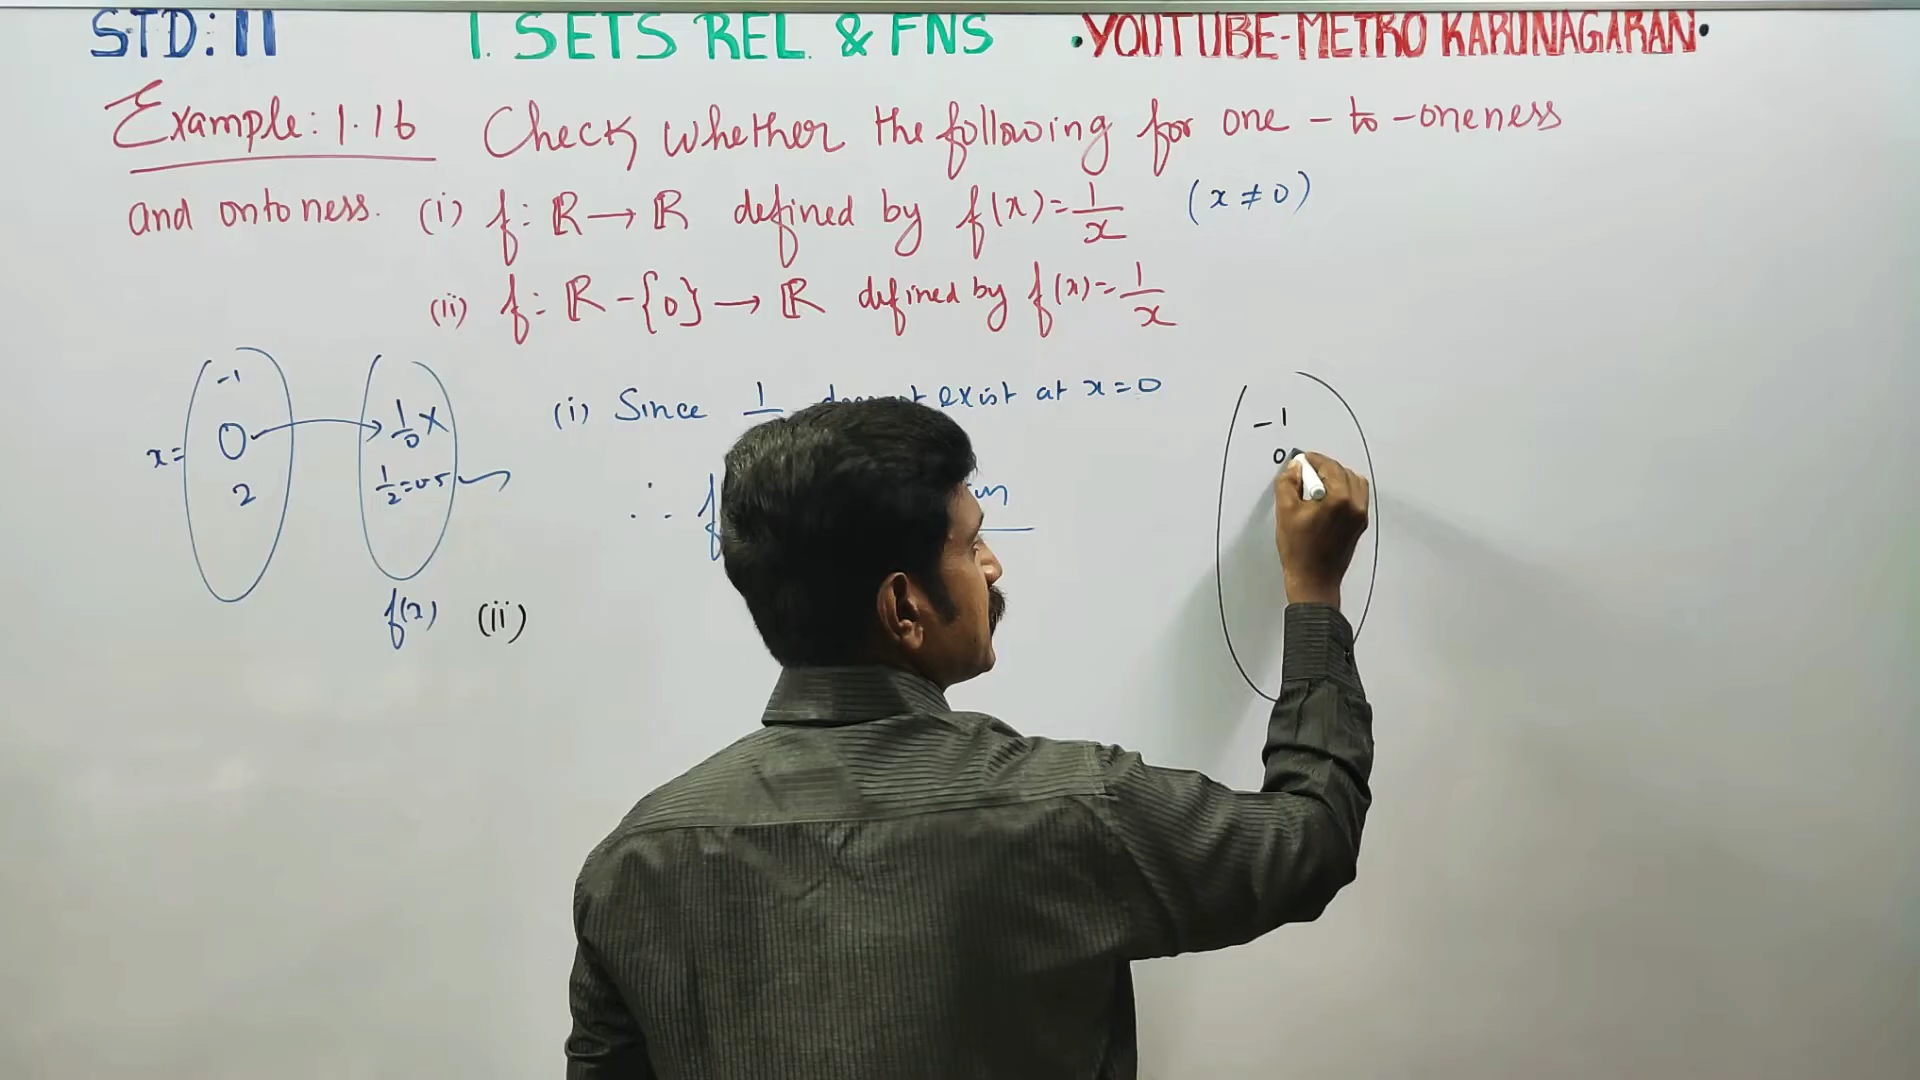 STD: 11 1. SETS REL. & FNS •YOUTUBE-METRO KARUNAGARAN•
Example: 1.16 Check whether the following for one-to-oneness
and ontoness. (i) f: ℝ → ℝ defined by f(x)=1/x (x ≠ 0)
(ii) f: ℝ-{0} → ℝ defined by f(x)=1/x
x= -1 0 2
1/0 X
1/2=0.5
f(x)
(i) Since exist at x=0
∴ f
(ii)
-1
0